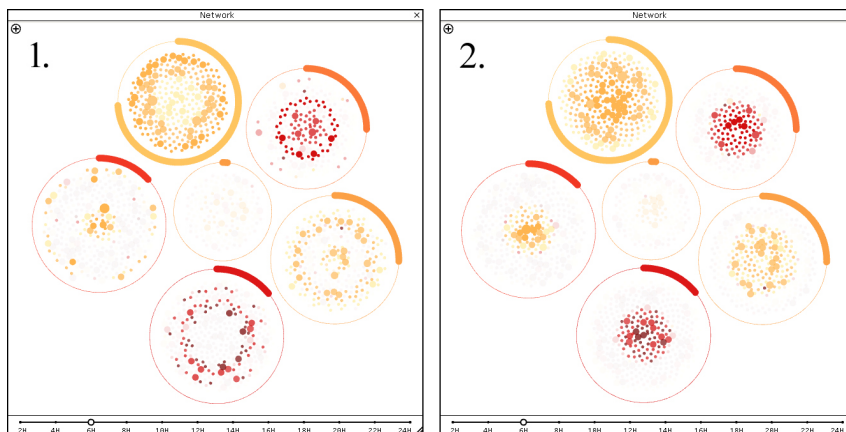 Network ×
1.
2H 4H 6H 8H 10H 12H 14H 16H 18H 20H 22H 24H
Network
2.
2H 4H 6H 8H 10H 12H 14H 16H 18H 20H 22H 24H